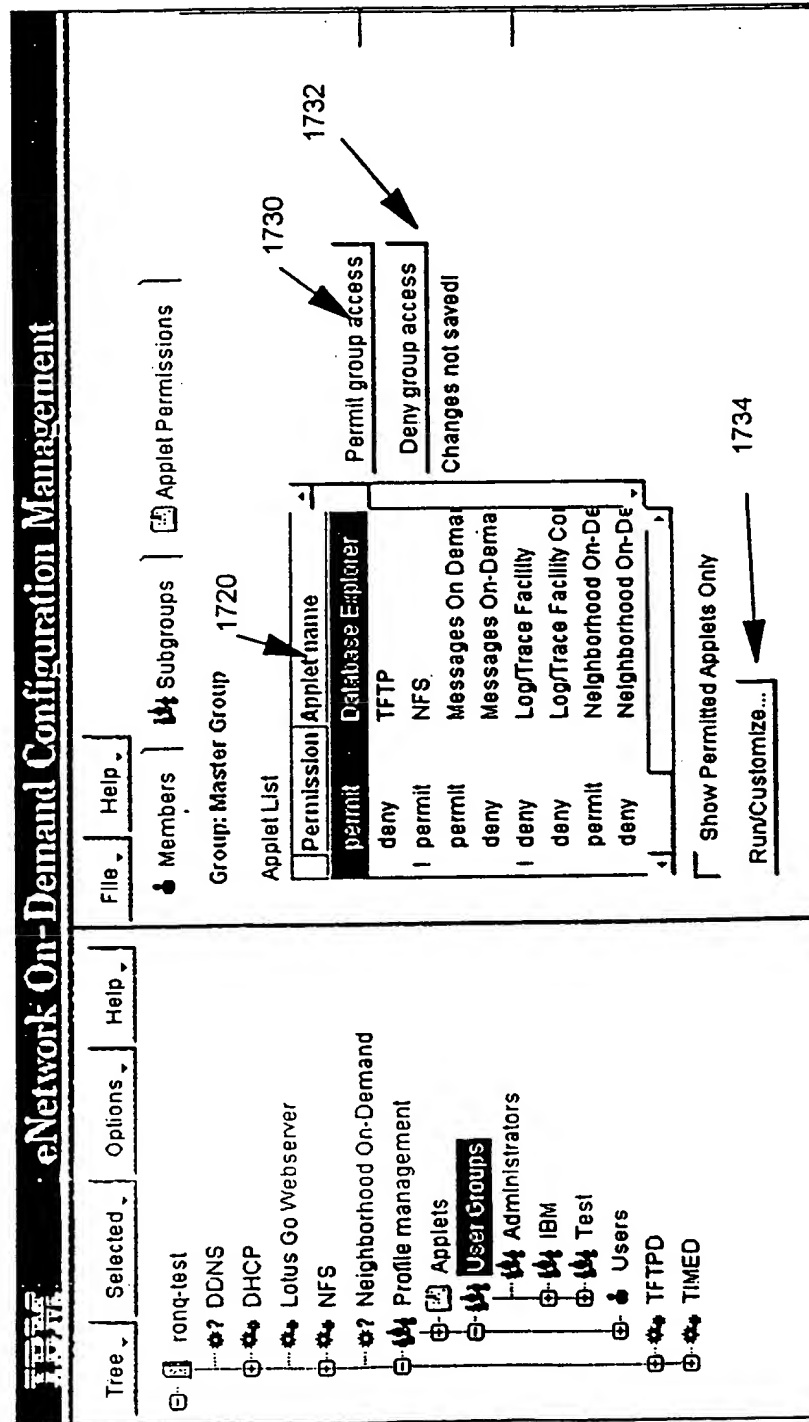 IBM eNetwork On-Demand Configuration Management
Tree Selected Options Help
ronq-test
? DDNS
DHCP
Lotus Go Webserver
NFS
? Neighborhood On-Demand
Profile management
Applets
User Groups
Administrators
IBM
Test
Users
TFTPD
TIMED
File Help
Members Subgroups Applet Permissions
Group: Master Group
Applet List
1720
Permission Applet name
permit Database Explorer
deny TFTP
! permit NFS
permit Messages On Deman
deny Messages On-Dema
! deny Log/Trace Facility
deny Log/Trace Facility Con
permit Neighborhood On-De
deny Neighborhood On-De
Permit group access
1730
Deny group access
1732
Changes not saved!
Show Permitted Applets Only
Run/Customize...
1734